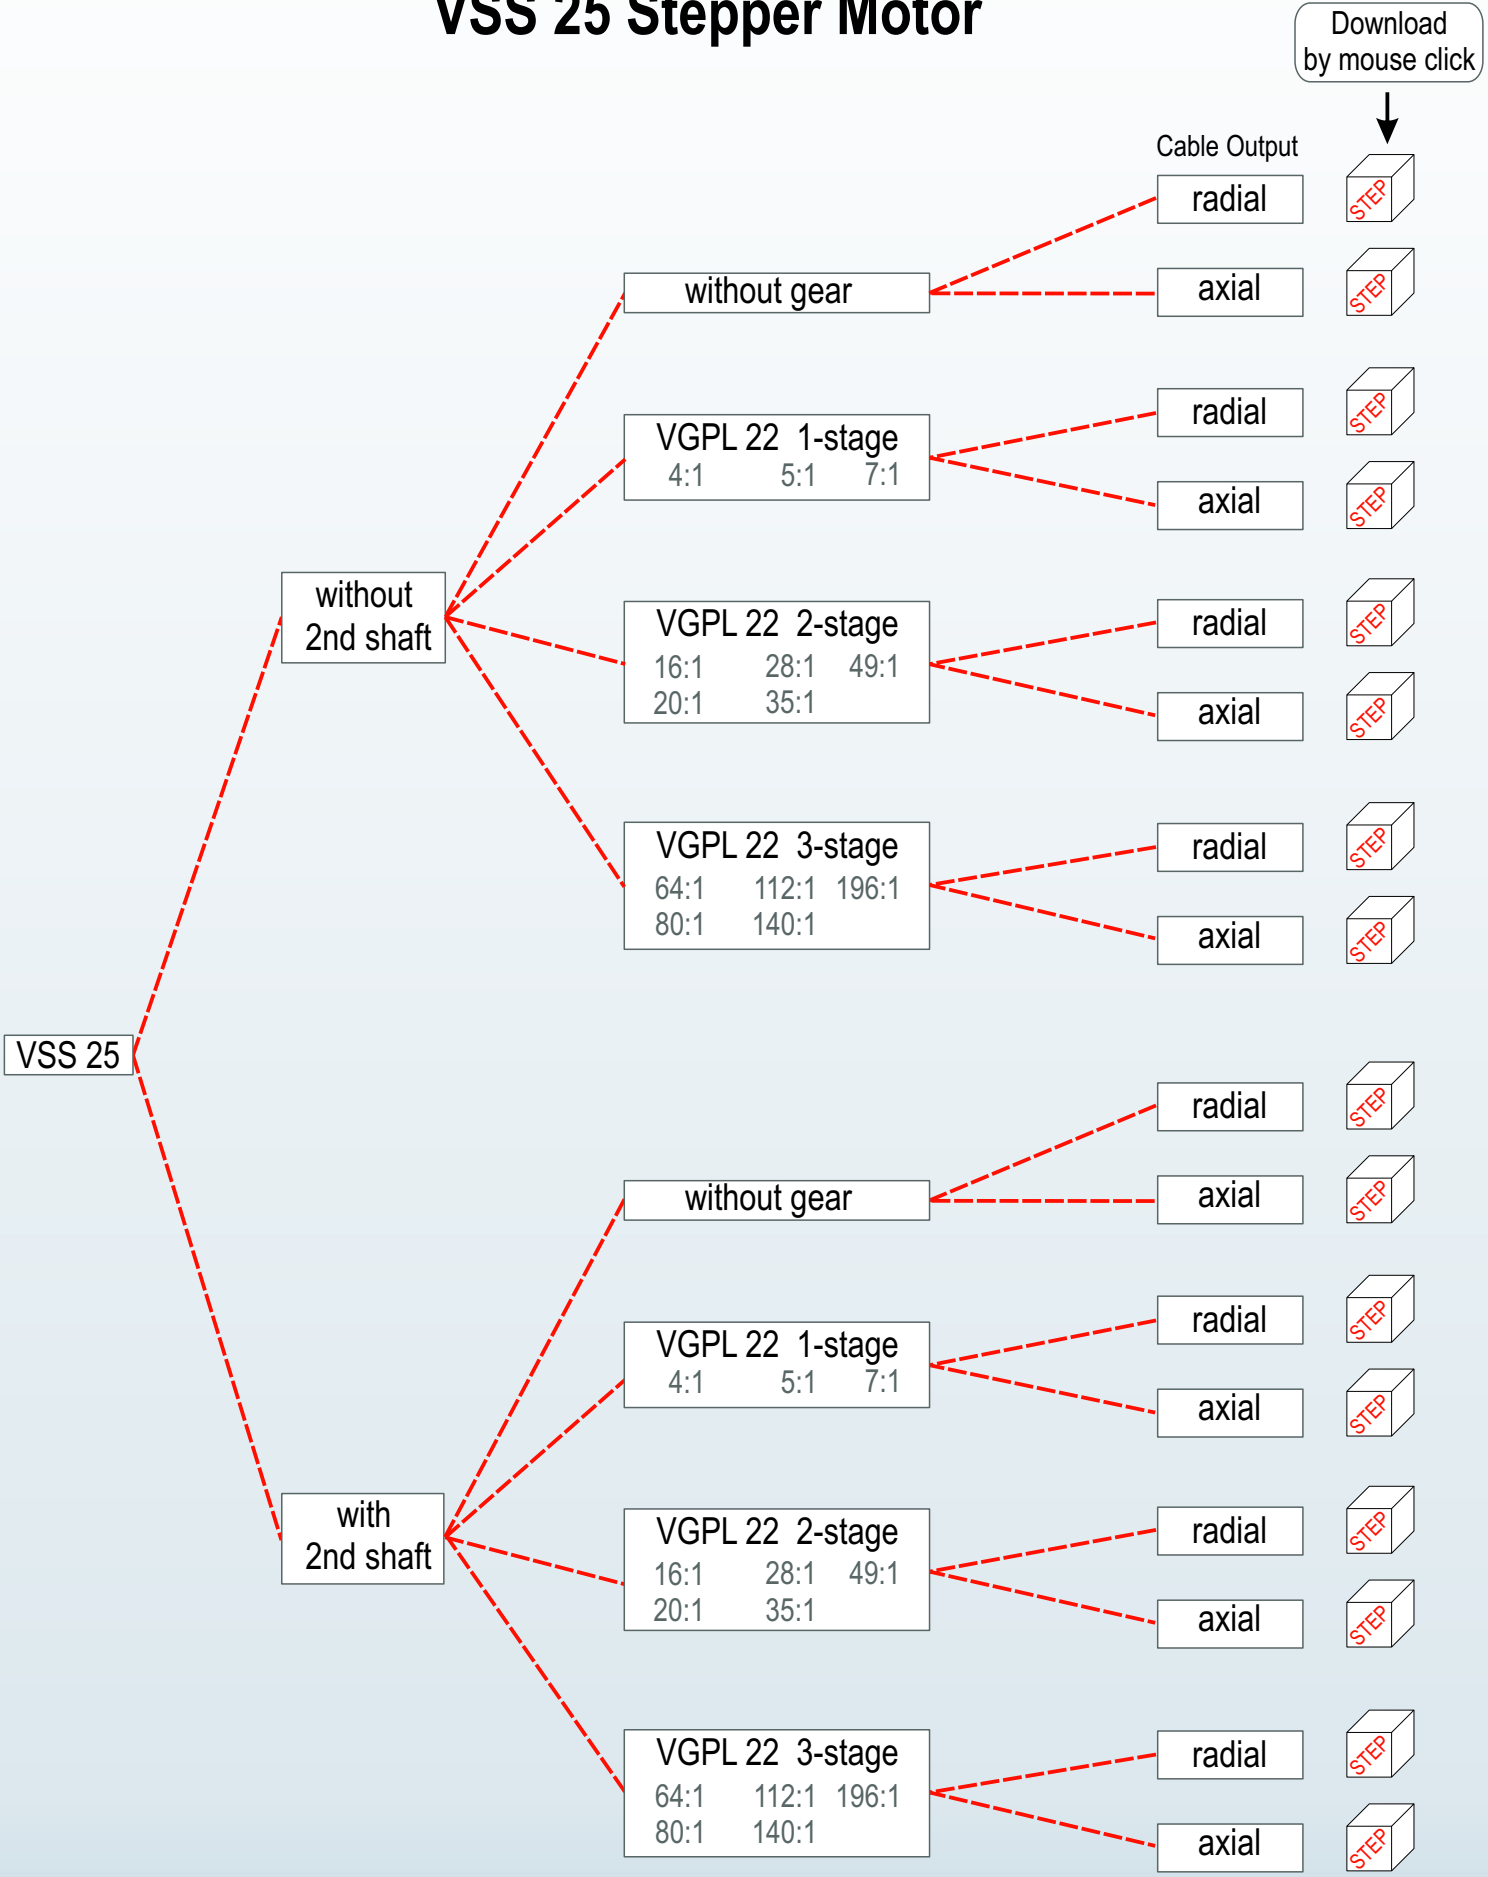 VSS 25 Stepper Motor
Download
by mouse click
Cable Output
radial
STEP
without gear
axial
STEP
VGPL 22 1-stage
4:1 5:1 7:1
radial
STEP
axial
STEP
without
2nd shaft
VGPL 22 2-stage
16:1 28:1 49:1
20:1 35:1
radial
STEP
axial
STEP
VGPL 22 3-stage
64:1 112:1 196:1
80:1 140:1
radial
STEP
axial
STEP
VSS 25
radial
STEP
without gear
axial
STEP
VGPL 22 1-stage
4:1 5:1 7:1
radial
STEP
axial
STEP
with
2nd shaft
VGPL 22 2-stage
16:1 28:1 49:1
20:1 35:1
radial
STEP
axial
STEP
VGPL 22 3-stage
64:1 112:1 196:1
80:1 140:1
radial
STEP
axial
STEP